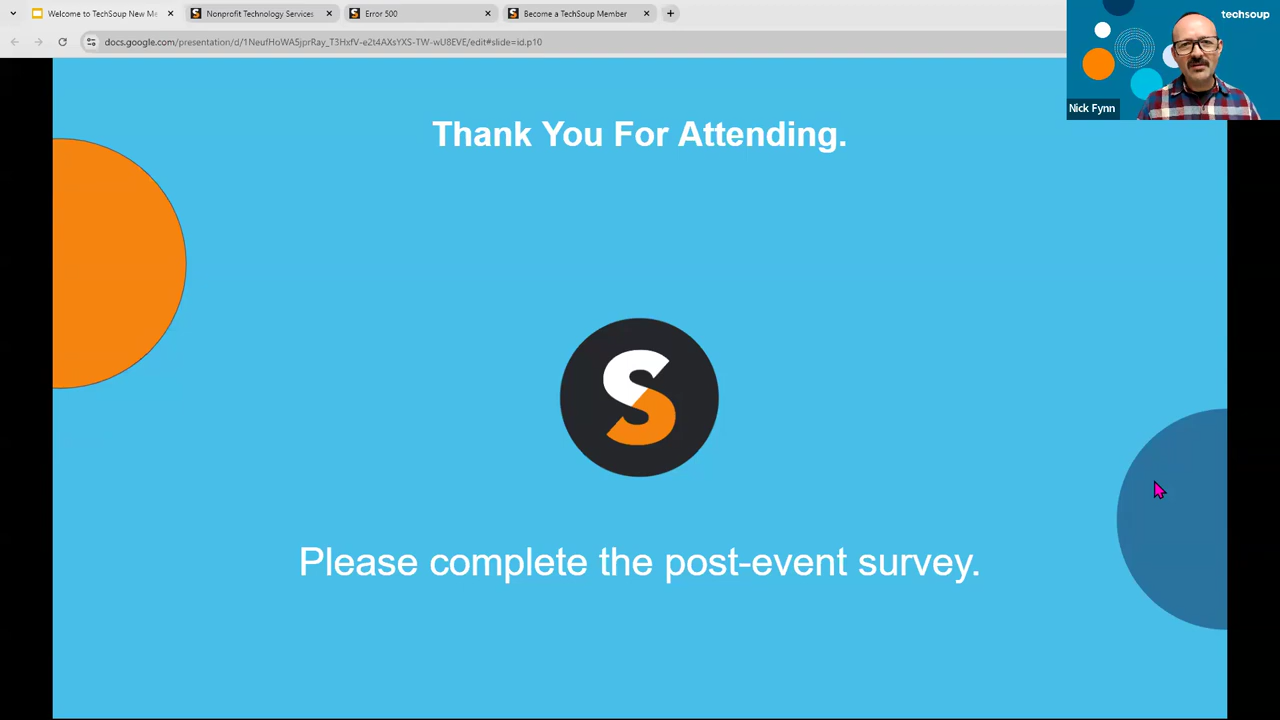 Welcome to TechSoup New Me
Nonprofit Technology Services
Error 500
Become a TechSoup Member
docs.google.com/presentation/d/1NeufHoWA5jprRay_T3HxfV-e2t4AXsYXS-TW-wU8EVE/edit#slide=id.p10
techsoup
Nick Fynn
Thank You For Attending.
S
Please complete the post-event survey.